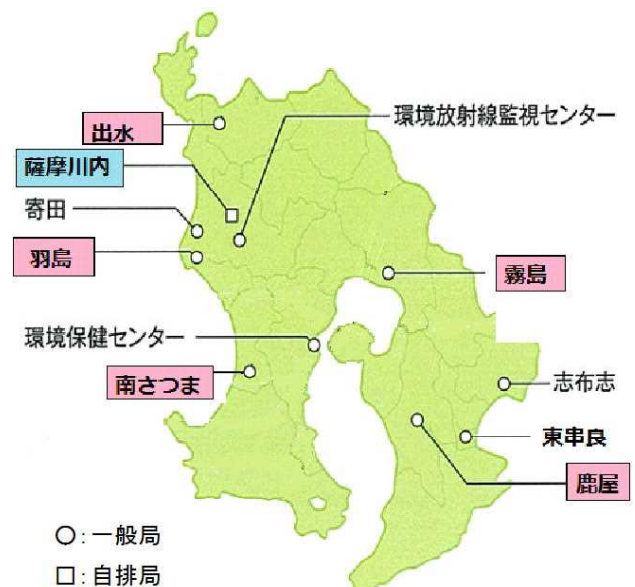 出水
環境放射線監視センター
薩摩川内
寄田
羽島
霧島
環境保健センター
南さつま
志布志
東串良
鹿屋
○:一般局
□:自排局